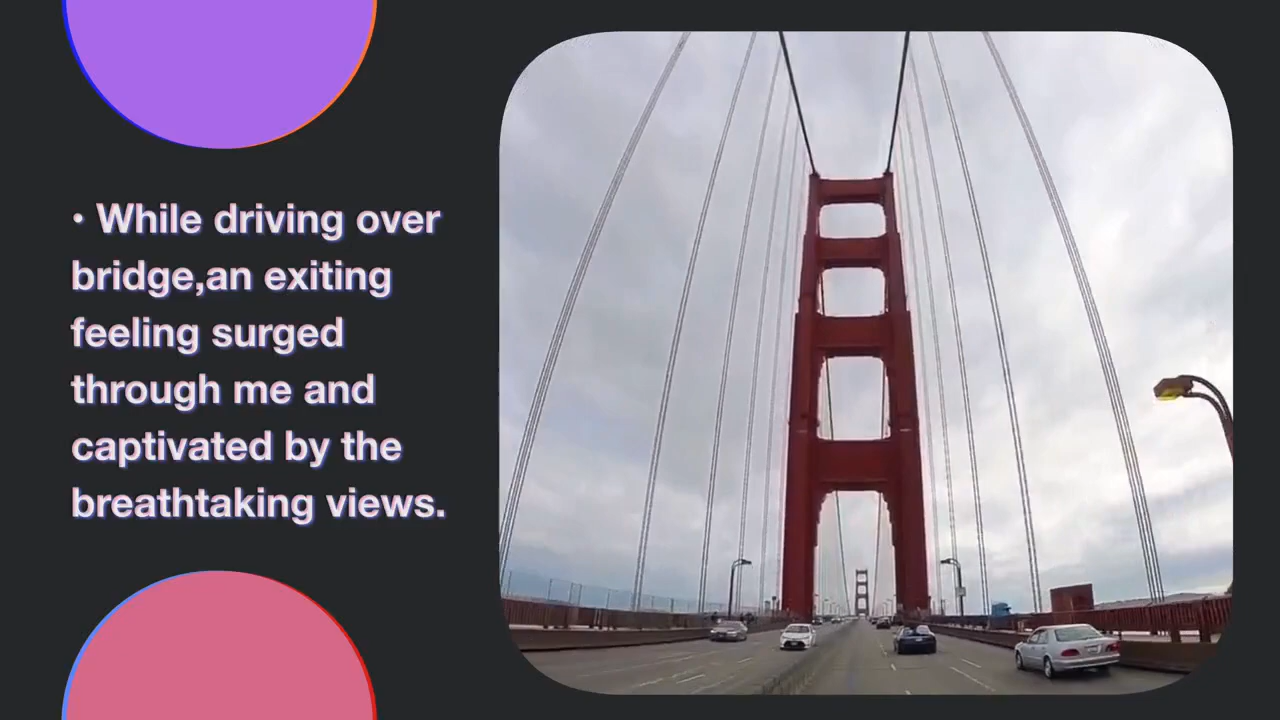 • While driving over
bridge,an exiting
feeling surged
through me and
captivated by the
breathtaking views.